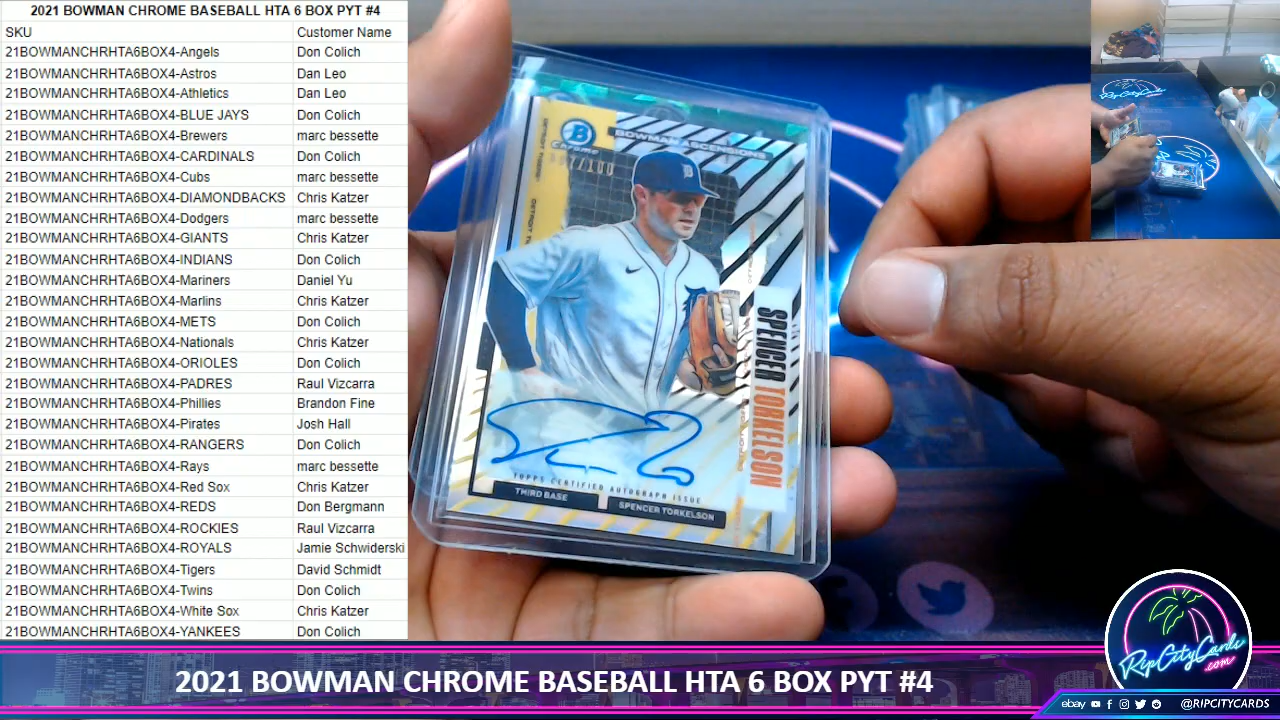 2021 BOWMAN CHROME BASEBALL HTA 6 BOX PYT #4
SKU Customer Name
21BOWMANCHRHTA6BOX4-Angels Don Colich
21BOWMANCHRHTA6BOX4-Astros Dan Leo
21BOWMANCHRHTA6BOX4-Athletics Dan Leo
21BOWMANCHRHTA6BOX4-BLUE JAYS Don Colich
21BOWMANCHRHTA6BOX4-Brewers marc bessette
21BOWMANCHRHTA6BOX4-CARDINALS Don Colich
21BOWMANCHRHTA6BOX4-Cubs marc bessette
21BOWMANCHRHTA6BOX4-DIAMONDBACKS Chris Katzer
21BOWMANCHRHTA6BOX4-Dodgers marc bessette
21BOWMANCHRHTA6BOX4-GIANTS Chris Katzer
21BOWMANCHRHTA6BOX4-INDIANS Don Colich
21BOWMANCHRHTA6BOX4-Mariners Daniel Yu
21BOWMANCHRHTA6BOX4-Marlins Chris Katzer
21BOWMANCHRHTA6BOX4-METS Don Colich
21BOWMANCHRHTA6BOX4-Nationals Chris Katzer
21BOWMANCHRHTA6BOX4-ORIOLES Don Colich
21BOWMANCHRHTA6BOX4-PADRES Raul Vizcarra
21BOWMANCHRHTA6BOX4-Phillies Brandon Fine
21BOWMANCHRHTA6BOX4-Pirates Josh Hall
21BOWMANCHRHTA6BOX4-RANGERS Don Colich
21BOWMANCHRHTA6BOX4-Rays marc bessette
21BOWMANCHRHTA6BOX4-Red Sox Chris Katzer
21BOWMANCHRHTA6BOX4-REDS Don Bergmann
21BOWMANCHRHTA6BOX4-ROCKIES Raul Vizcarra
21BOWMANCHRHTA6BOX4-ROYALS Jamie Schwiderski
21BOWMANCHRHTA6BOX4-Tigers David Schmidt
21BOWMANCHRHTA6BOX4-Twins Don Colich
21BOWMANCHRHTA6BOX4-White Sox Chris Katzer
21BOWMANCHRHTA6BOX4-YANKEES Don Colich
B
CHROME
BOWMAN ASCENSIONS
D
SPENCER TORKELSON
TOPPS CERTIFIED AUTOGRAPH ISSUE
THIRD BASE
SPENCER TORKELSON
RipCityCards
.com
2021 BOWMAN CHROME BASEBALL HTA 6 BOX PYT #4
ebay @RIPCITYCARDS